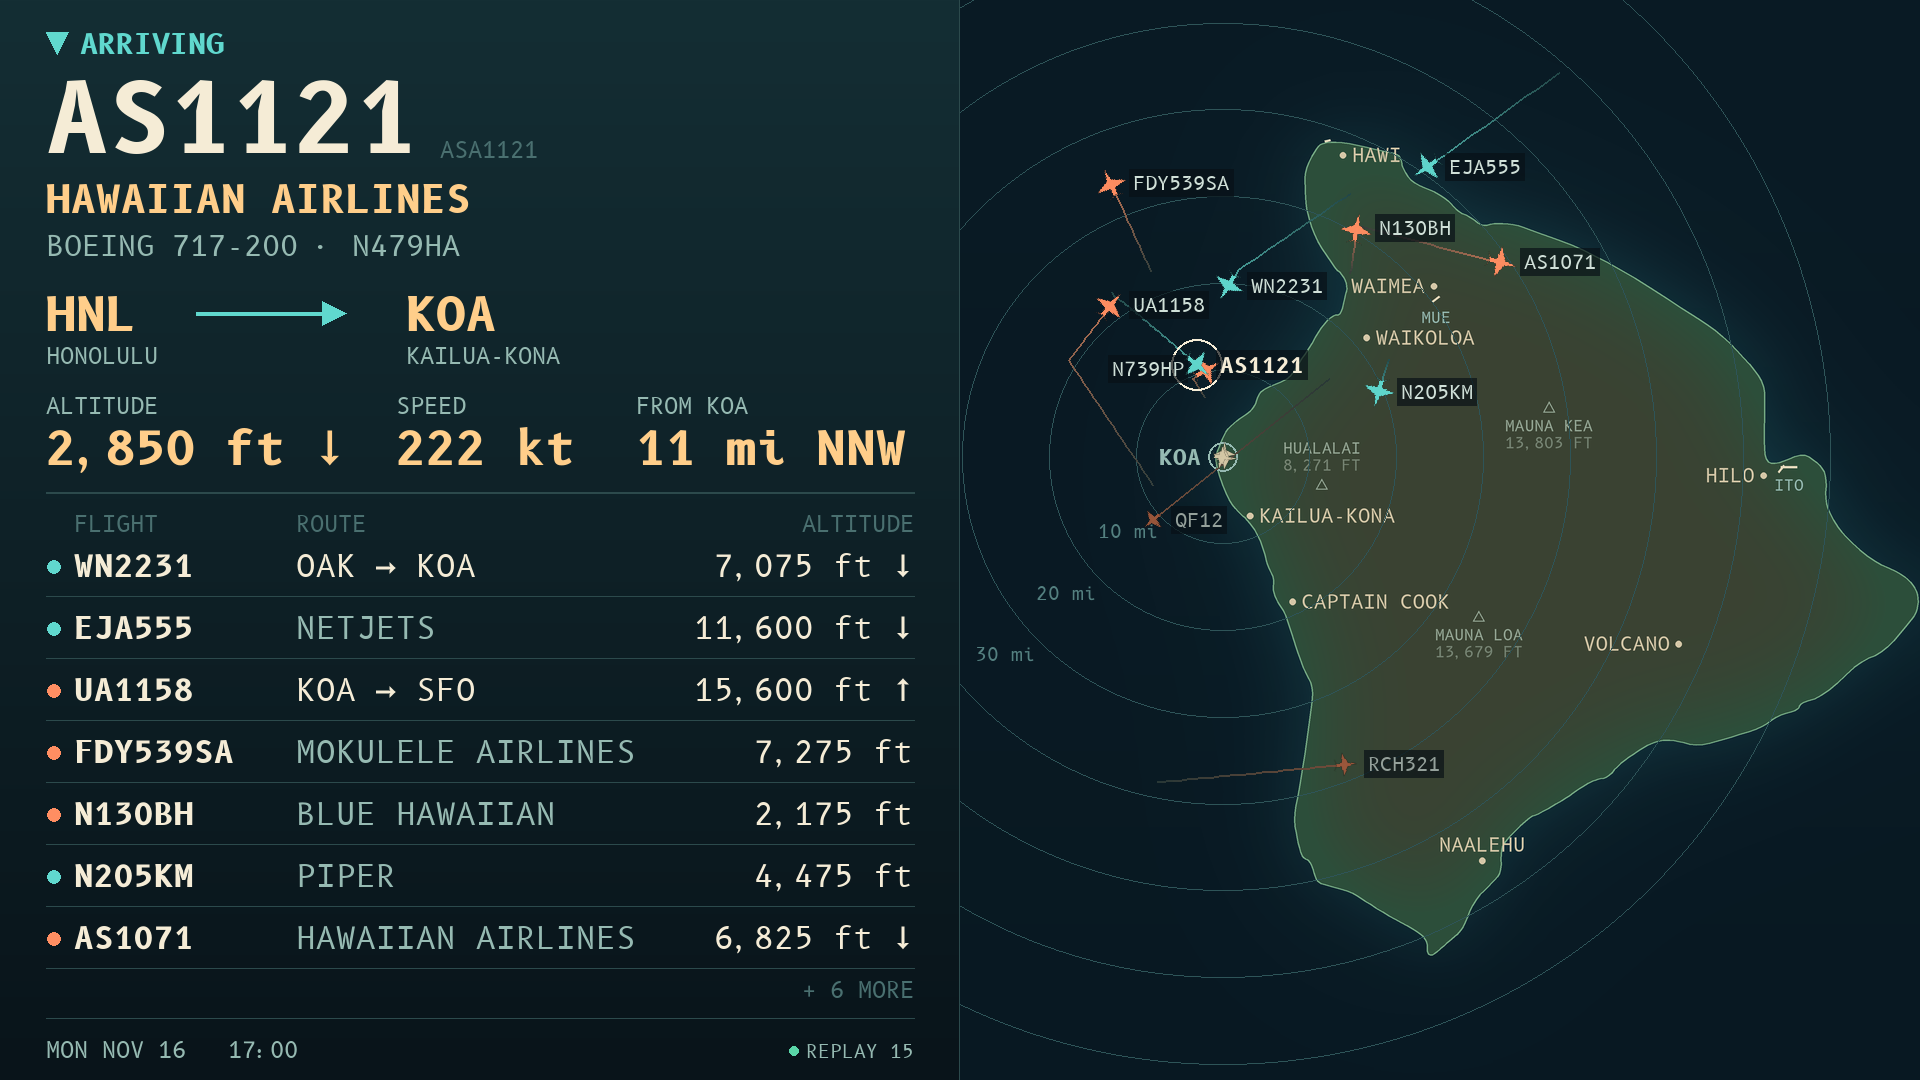 ▼ ARRIVING
AS1121 ASA1121
HAWAIIAN AIRLINES
BOEING 717-200 · N479HA
HNL → KOA
HONOLULU KAILUA-KONA
ALTITUDE SPEED FROM KOA
2,850 ft ↓ 222 kt 11 mi NNW
FLIGHT ROUTE ALTITUDE
WN2231 OAK → KOA 7,075 ft ↓
EJA555 NETJETS 11,600 ft ↓
UA1158 KOA → SFO 15,600 ft ↑
FDY539SA MOKULELE AIRLINES 7,275 ft
N130BH BLUE HAWAIIAN 2,175 ft
N205KM PIPER 4,475 ft
AS1071 HAWAIIAN AIRLINES 6,825 ft ↓
+ 6 MORE
MON NOV 16 17:00 REPLAY 15
HAWI
EJA555
FDY539SA
N130BH
AS1071
WN2231
WAIMEA
UA1158
MUE
WAIKOLOA
N739HP
AS1121
N205KM
MAUNA KEA
13,803 FT
KOA
HUALALAI
8,271 FT
HILO
ITO
QF12
KAILUA-KONA
10 mi
20 mi
CAPTAIN COOK
MAUNA LOA
13,679 FT
VOLCANO
30 mi
RCH321
NAALEHU